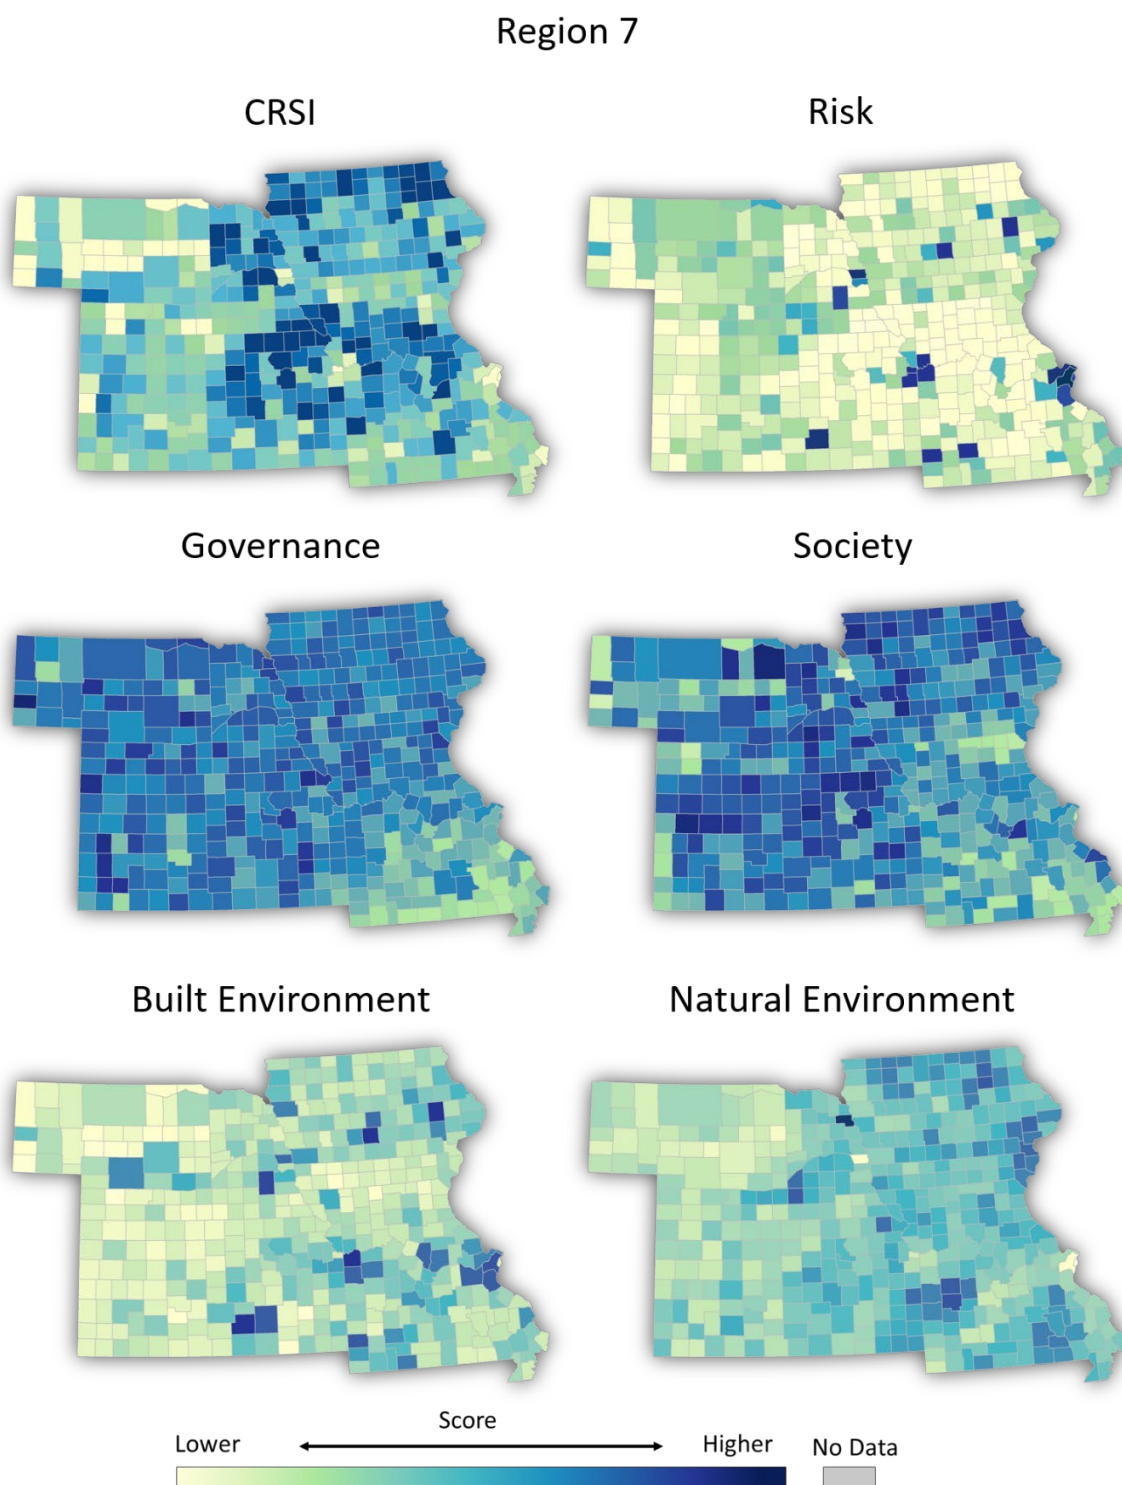 Region 7
CRSI
Risk
Governance
Society
Built Environment
Natural Environment
Score
Lower
Higher
No Data